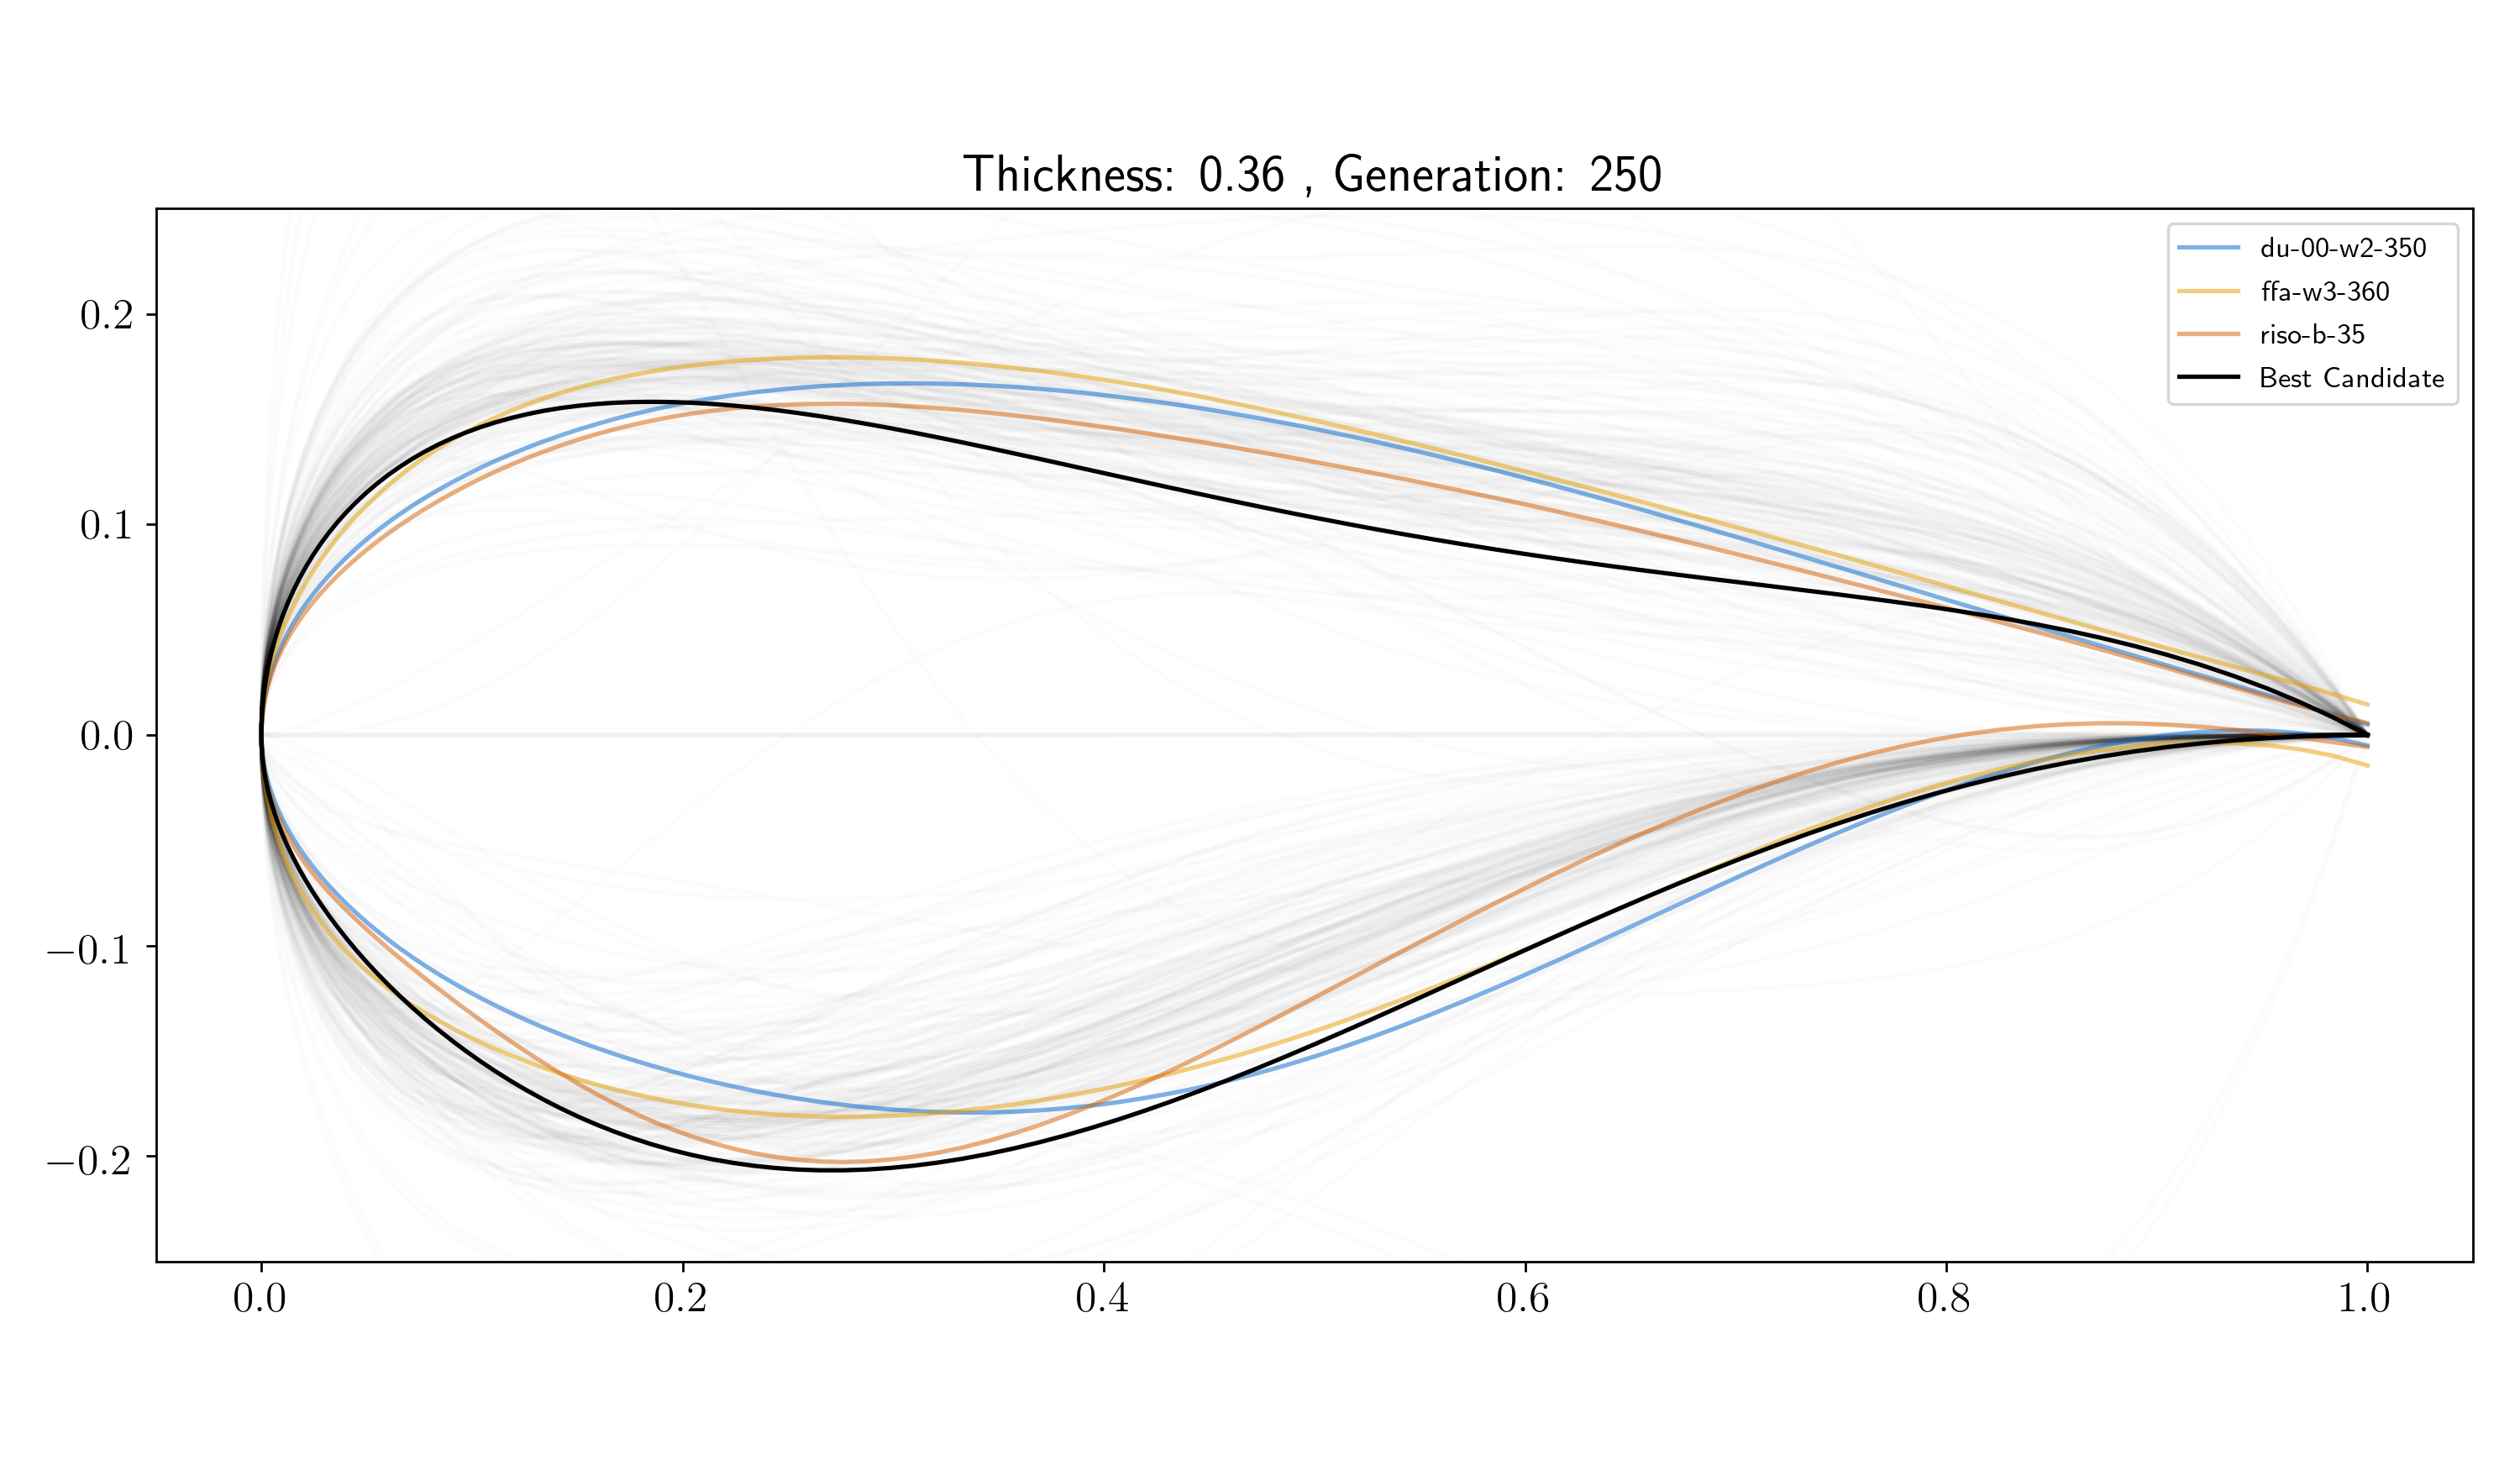 Thickness: 0.36 , Generation: 250
du-00-w2-350
ffa-w3-360
riso-b-35
Best Candidate
0.2
0.1
0.0
−0.1
−0.2
0.0 0.2 0.4 0.6 0.8 1.0